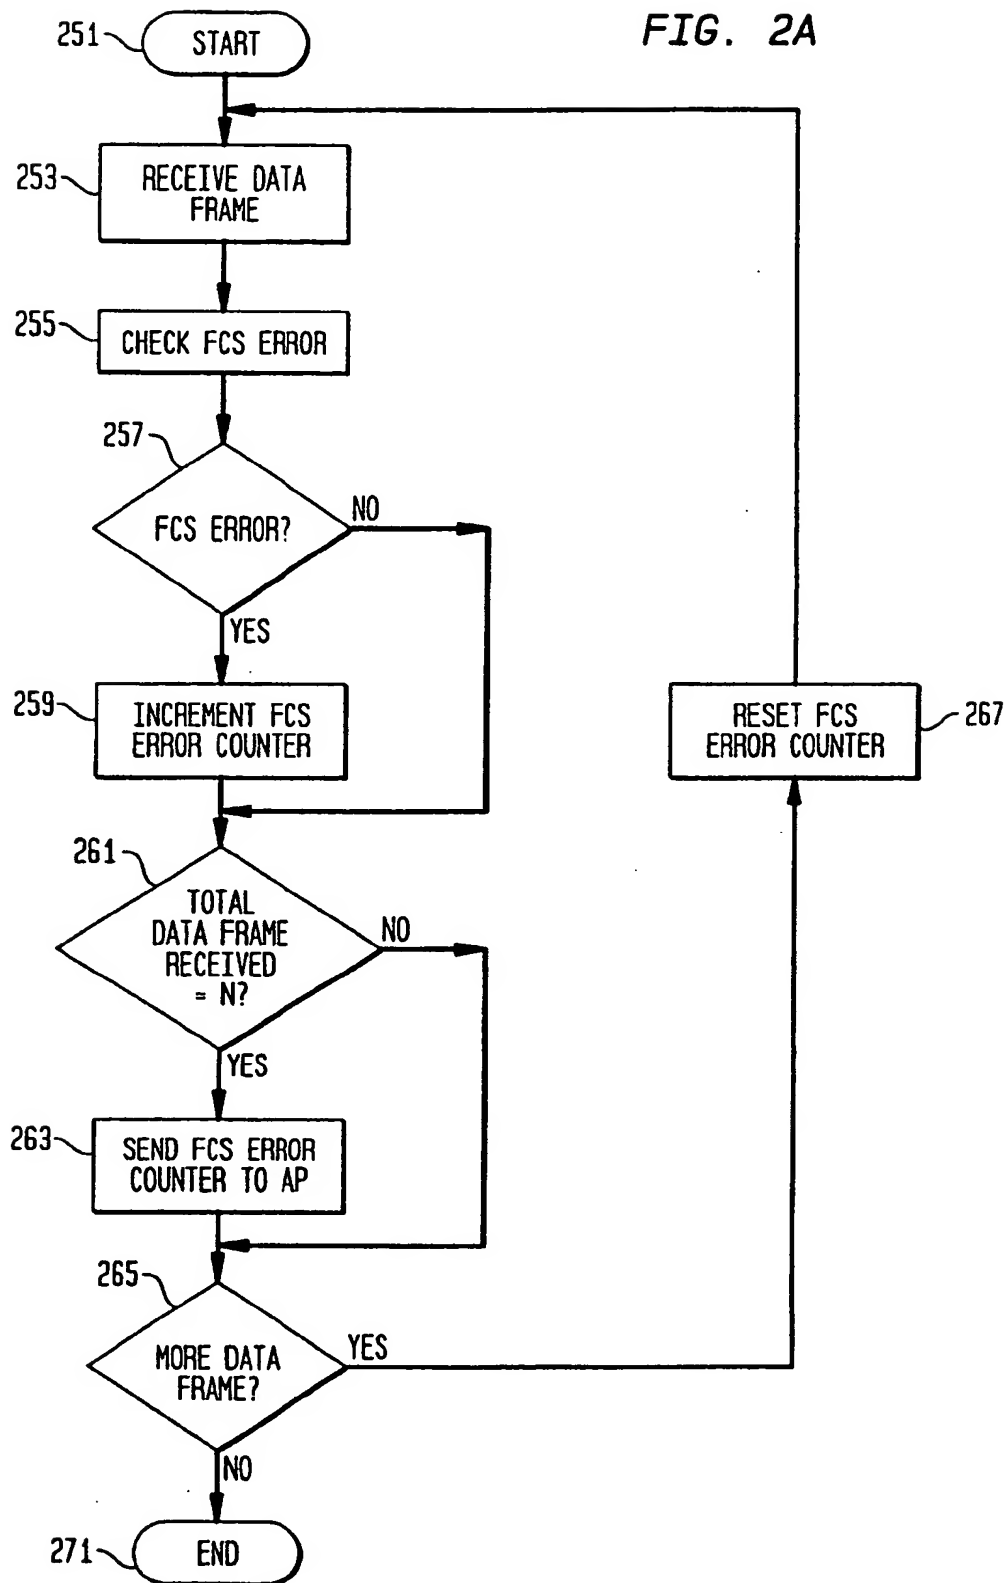 FIG. 2A
251
START
253
RECEIVE DATA
FRAME
255
CHECK FCS ERROR
257
FCS ERROR?
NO
YES
259
INCREMENT FCS
ERROR COUNTER
RESET FCS
ERROR COUNTER
267
261
TOTAL
DATA FRAME
RECEIVED
= N?
NO
YES
263
SEND FCS ERROR
COUNTER TO AP
265
MORE DATA
FRAME?
YES
NO
271
END